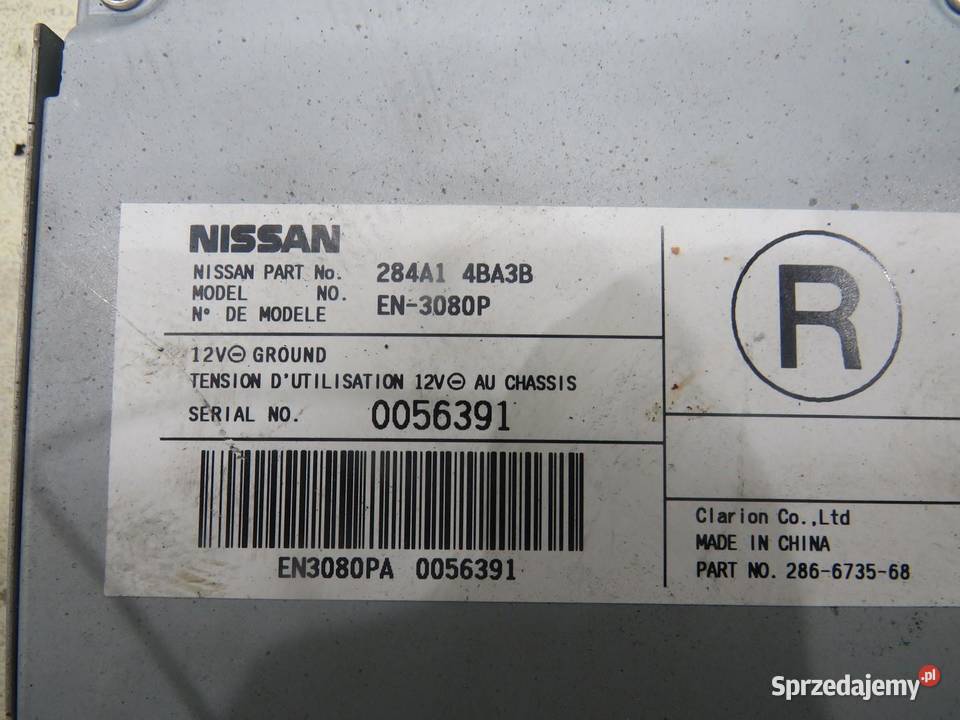 NISSAN
NISSAN PART No. 284A1 4BA3B
MODEL NO. EN-3080P
N° DE MODELE
12V⊖ GROUND
TENSION D'UTILISATION 12V⊖ AU CHASSIS
SERIAL NO. 0056391
EN3080PA 0056391
R
Clarion Co.,Ltd
MADE IN CHINA
PART NO. 286-6735-68
Sprzedajemy.pl